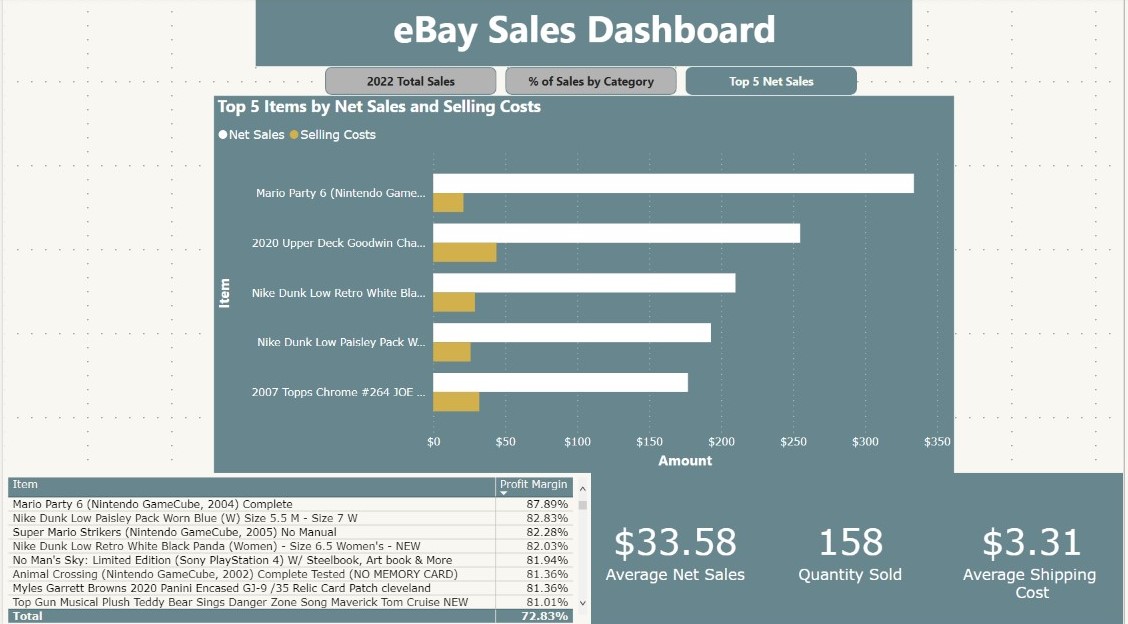 eBay Sales Dashboard
2022 Total Sales
% of Sales by Category
Top 5 Net Sales
Top 5 Items by Net Sales and Selling Costs
Net Sales Selling Costs
Mario Party 6 (Nintendo Game...
2020 Upper Deck Goodwin Cha...
Nike Dunk Low Retro White Bla...
Nike Dunk Low Paisley Pack W...
2007 Topps Chrome #264 JOE ...
Item
$0 $50 $100 $150 $200 $250 $300 $350
Amount
Item Profit Margin
Mario Party 6 (Nintendo GameCube, 2004) Complete 87.89%
Nike Dunk Low Paisley Pack Worn Blue (W) Size 5.5 M - Size 7 W 82.83%
Super Mario Strikers (Nintendo GameCube, 2005) No Manual 82.28%
Nike Dunk Low Retro White Black Panda (Women) - Size 6.5 Women's - NEW 82.03%
No Man's Sky: Limited Edition (Sony PlayStation 4) W/ Steelbook, Art book & More 81.94%
Animal Crossing (Nintendo GameCube, 2002) Complete Tested (NO MEMORY CARD) 81.36%
Myles Garrett Browns 2020 Panini Encased GJ-9 /35 Relic Card Patch cleveland 81.36%
Top Gun Musical Plush Teddy Bear Sings Danger Zone Song Maverick Tom Cruise NEW 81.01%
Total 72.83%
$33.58
Average Net Sales
158
Quantity Sold
$3.31
Average Shipping
Cost